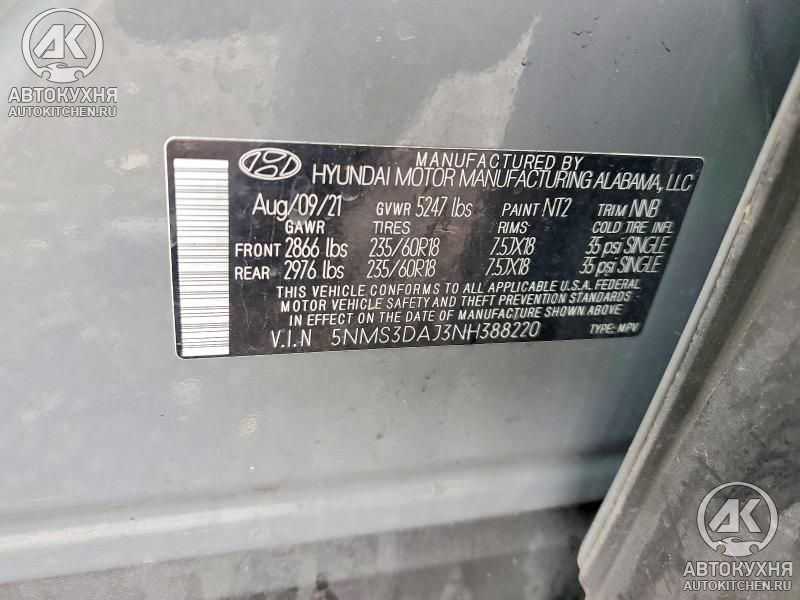 АК
АВТОКУХНЯ
AUTOKITCHEN.RU
MANUFACTURED BY
HYUNDAI MOTOR MANUFACTURING ALABAMA, LLC
Aug/09/21 GVWR 5247 lbs PAINT NT2 TRIM NNB
GAWR TIRES RIMS COLD TIRE INFL
FRONT 2866 lbs 235/60R18 7.5JX18 35 psi SINGLE
REAR 2976 lbs 235/60R18 7.5JX18 35 psi SINGLE
THIS VEHICLE CONFORMS TO ALL APPLICABLE U.S.A. FEDERAL
MOTOR VEHICLE SAFETY AND THEFT PREVENTION STANDARDS
IN EFFECT ON THE DATE OF MANUFACTURE SHOWN ABOVE
V.I.N 5NMS3DAJ3NH388220 TYPE: MPV
АК
АВТОКУХНЯ
AUTOKITCHEN.RU